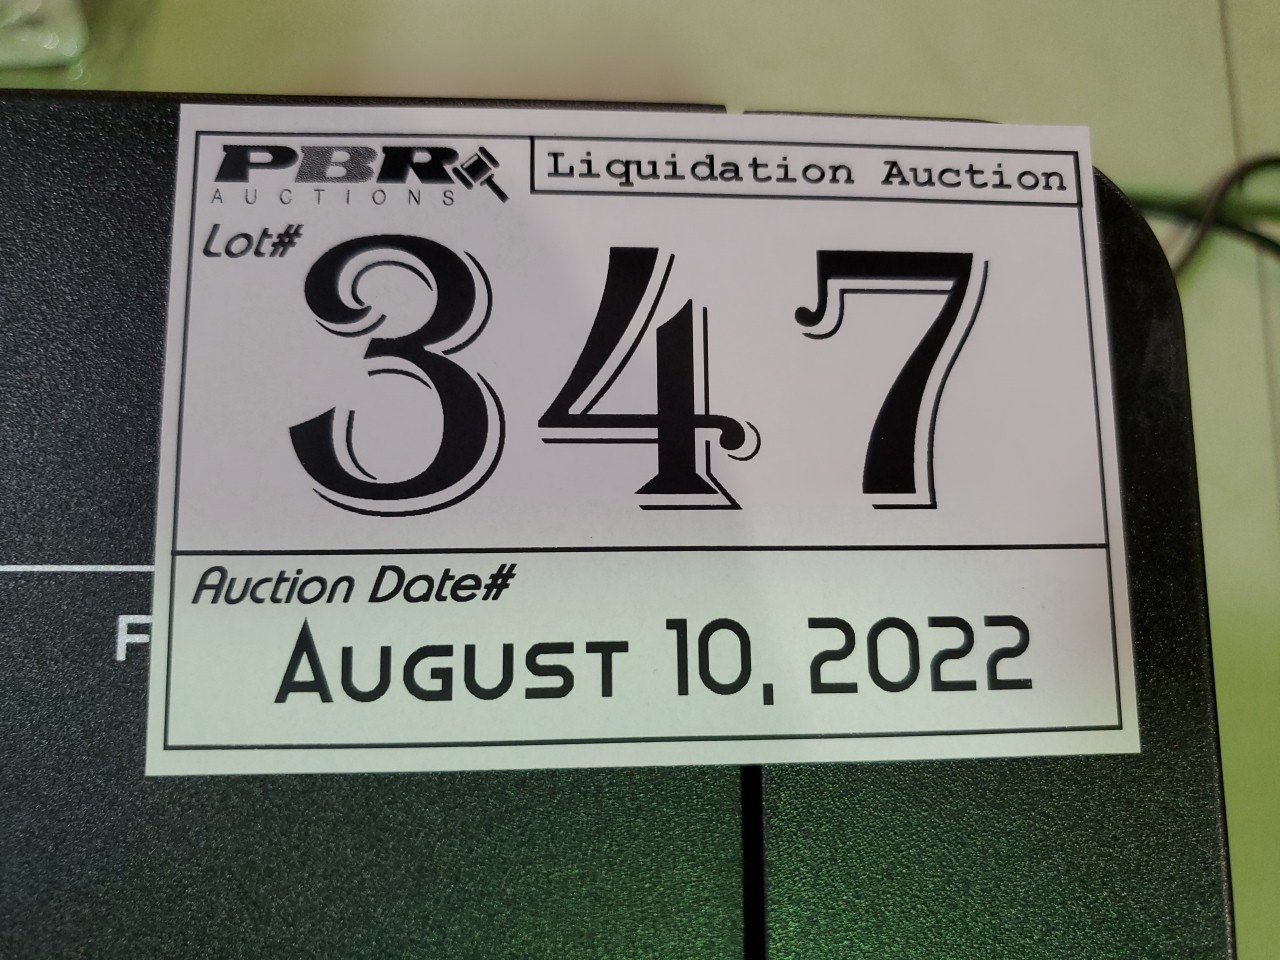 PBR
AUCTIONS
Liquidation Auction
Lot#
347
Auction Date#
August 10, 2022
F